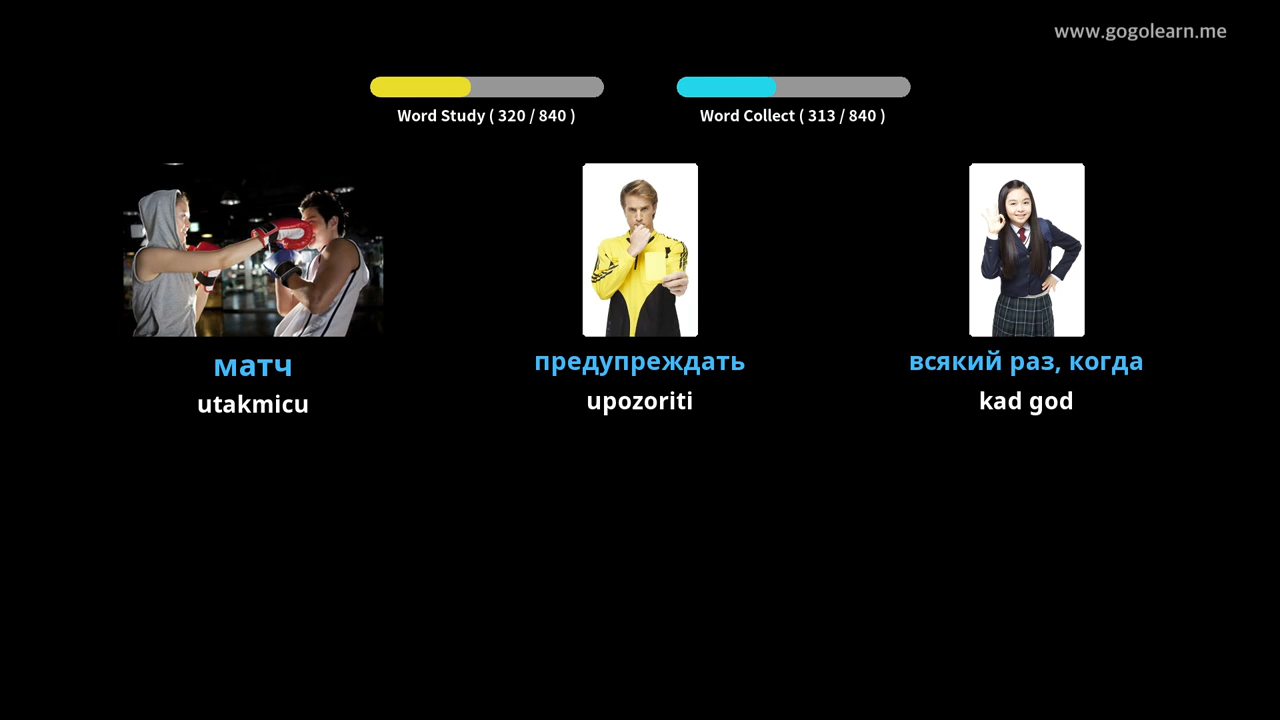 www.gogolearn.me
Word Study ( 320 / 840 )
Word Collect ( 313 / 840 )
матч
utakmicu
предупреждать
upozoriti
всякий раз, когда
kad god